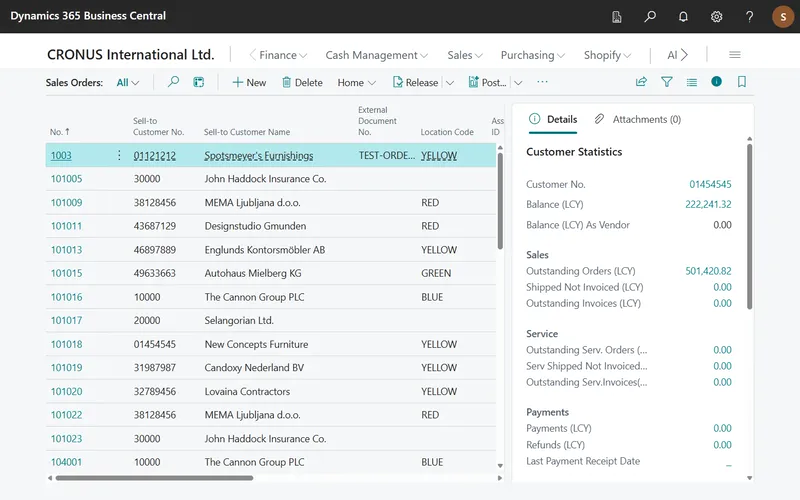 Dynamics 365 Business Central
S
CRONUS International Ltd.
Finance
Cash Management
Sales
Purchasing
Shopify
Al
Sales Orders:
All
New
Delete
Home
Release
Post...
No. ↑
Sell-to Customer No.
Sell-to Customer Name
External Document No.
Location Code
Ass ID
1003 01121212 Spotsmeyer's Furnishings TEST-ORDE... YELLOW
101005 30000 John Haddock Insurance Co.
101009 38128456 MEMA Ljubljana d.o.o. RED
101011 43687129 Designstudio Gmunden RED
101013 46897889 Englunds Kontorsmöbler AB YELLOW
101015 49633663 Autohaus Mielberg KG GREEN
101016 10000 The Cannon Group PLC BLUE
101017 20000 Selangorian Ltd.
101018 01454545 New Concepts Furniture YELLOW
101019 31987987 Candoxy Nederland BV YELLOW
101020 32789456 Lovaina Contractors YELLOW
101022 38128456 MEMA Ljubljana d.o.o. RED
101023 30000 John Haddock Insurance Co.
104001 10000 The Cannon Group PLC BLUE
Details
Attachments (0)
Customer Statistics
Customer No. 01454545
Balance (LCY) 222,241.32
Balance (LCY) As Vendor 0.00
Sales
Outstanding Orders (LCY) 501,420.82
Shipped Not Invoiced (LCY) 0.00
Outstanding Invoices (LCY) 0.00
Service
Outstanding Serv. Orders (... 0.00
Serv Shipped Not Invoiced... 0.00
Outstanding Serv.Invoices(... 0.00
Payments
Payments (LCY) 0.00
Refunds (LCY) 0.00
Last Payment Receipt Date _